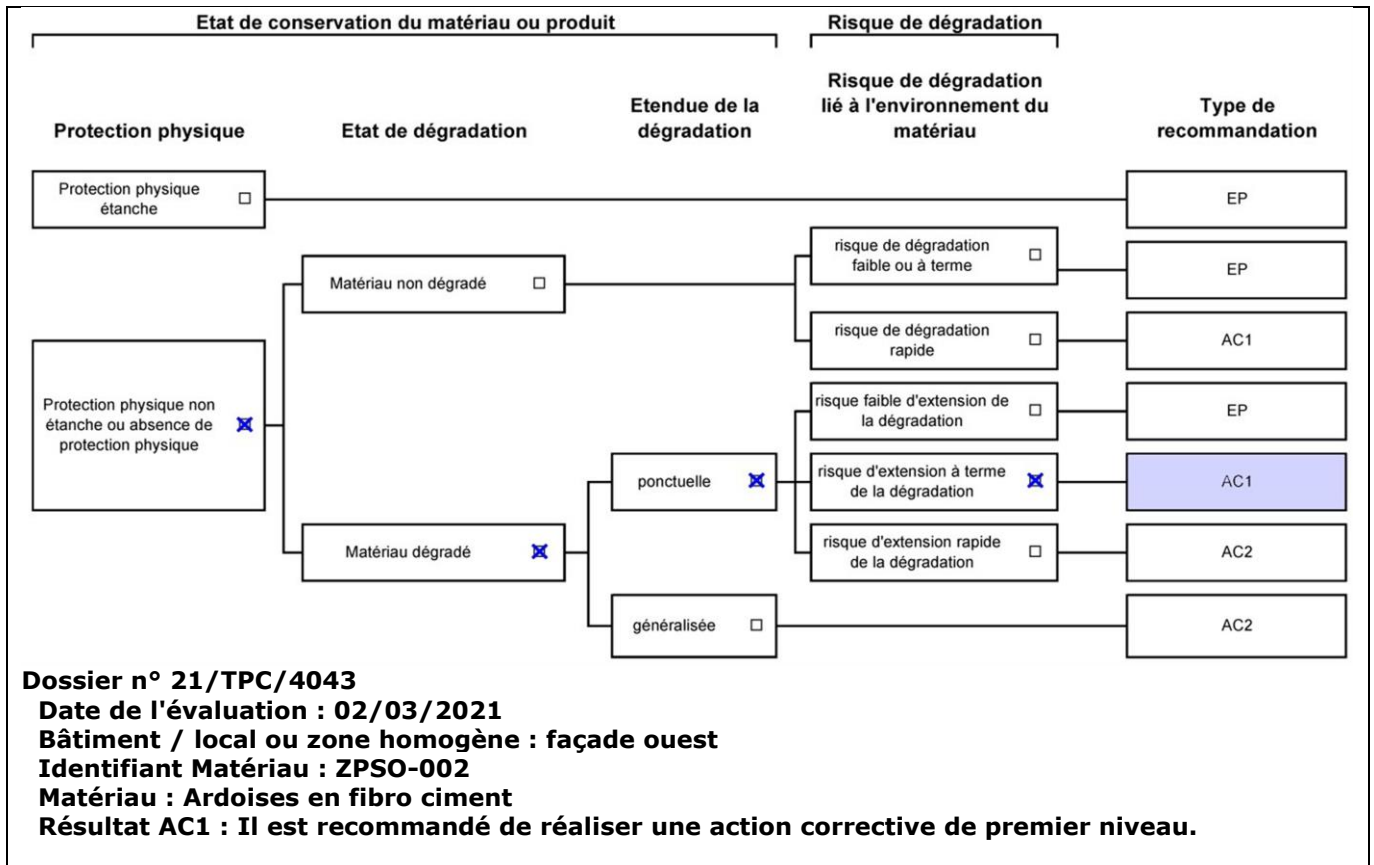 Etat de conservation du matériau ou produit
Risque de dégradation
Protection physique
Etat de dégradation
Etendue de la
dégradation
Risque de dégradation
lié à l'environnement du
matériau
Type de
recommandation
Protection physique
étanche
EP
Matériau non dégradé
risque de dégradation
faible ou à terme
EP
risque de dégradation
rapide
AC1
Protection physique non
étanche ou absence de
protection physique
risque faible d'extension de
la dégradation
EP
ponctuelle
risque d'extension à terme
de la dégradation
AC1
Matériau dégradé
risque d'extension rapide
de la dégradation
AC2
généralisée
AC2
Dossier n° 21/TPC/4043
Date de l'évaluation : 02/03/2021
Bâtiment / local ou zone homogène : façade ouest
Identifiant Matériau : ZPSO-002
Matériau : Ardoises en fibro ciment
Résultat AC1 : Il est recommandé de réaliser une action corrective de premier niveau.